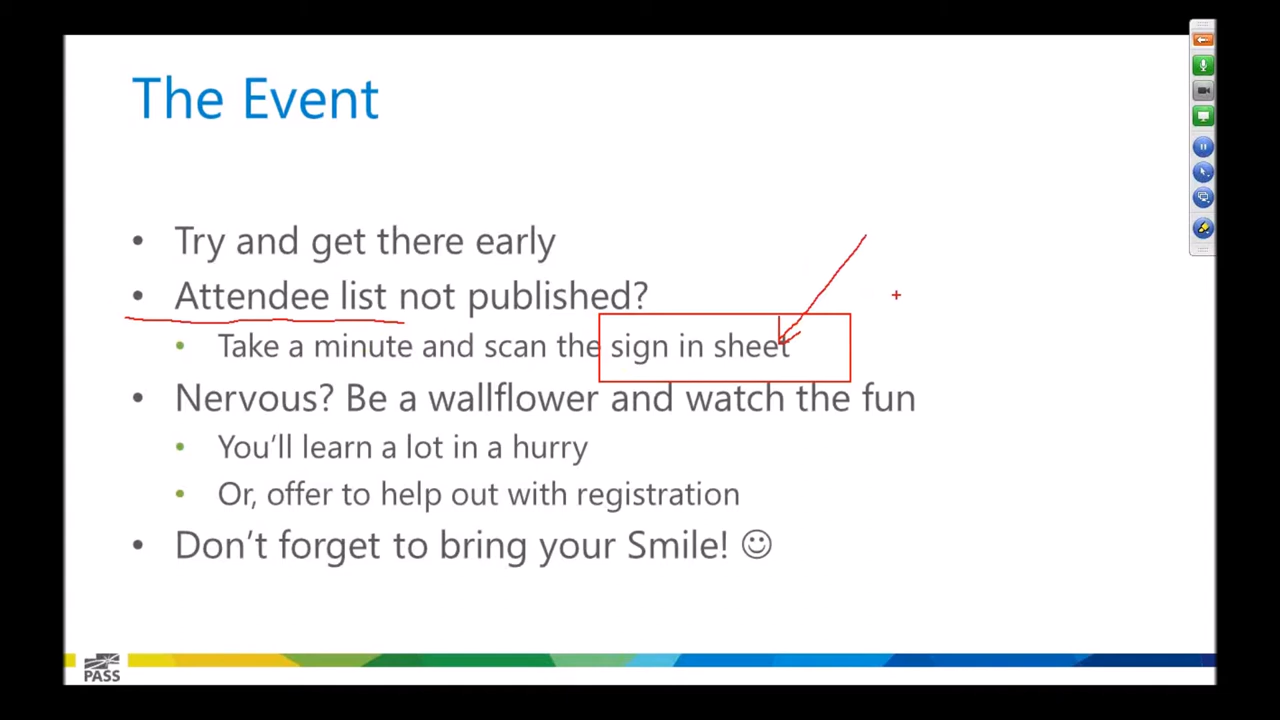 The Event
• Try and get there early
• Attendee list not published?
• Take a minute and scan the sign in sheet
• Nervous? Be a wallflower and watch the fun
• You’ll learn a lot in a hurry
• Or, offer to help out with registration
• Don’t forget to bring your Smile! ☺
PASS